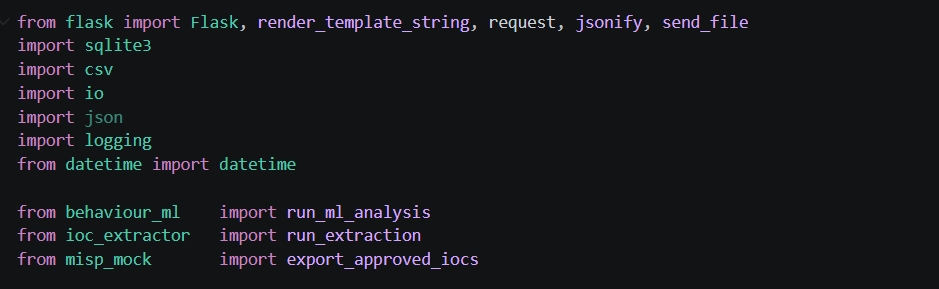 from flask import Flask, render_template_string, request, jsonify, send_file
import sqlite3
import csv
import io
import json
import logging
from datetime import datetime
from behaviour_ml    import run_ml_analysis
from ioc_extractor   import run_extraction
from misp_mock       import export_approved_iocs